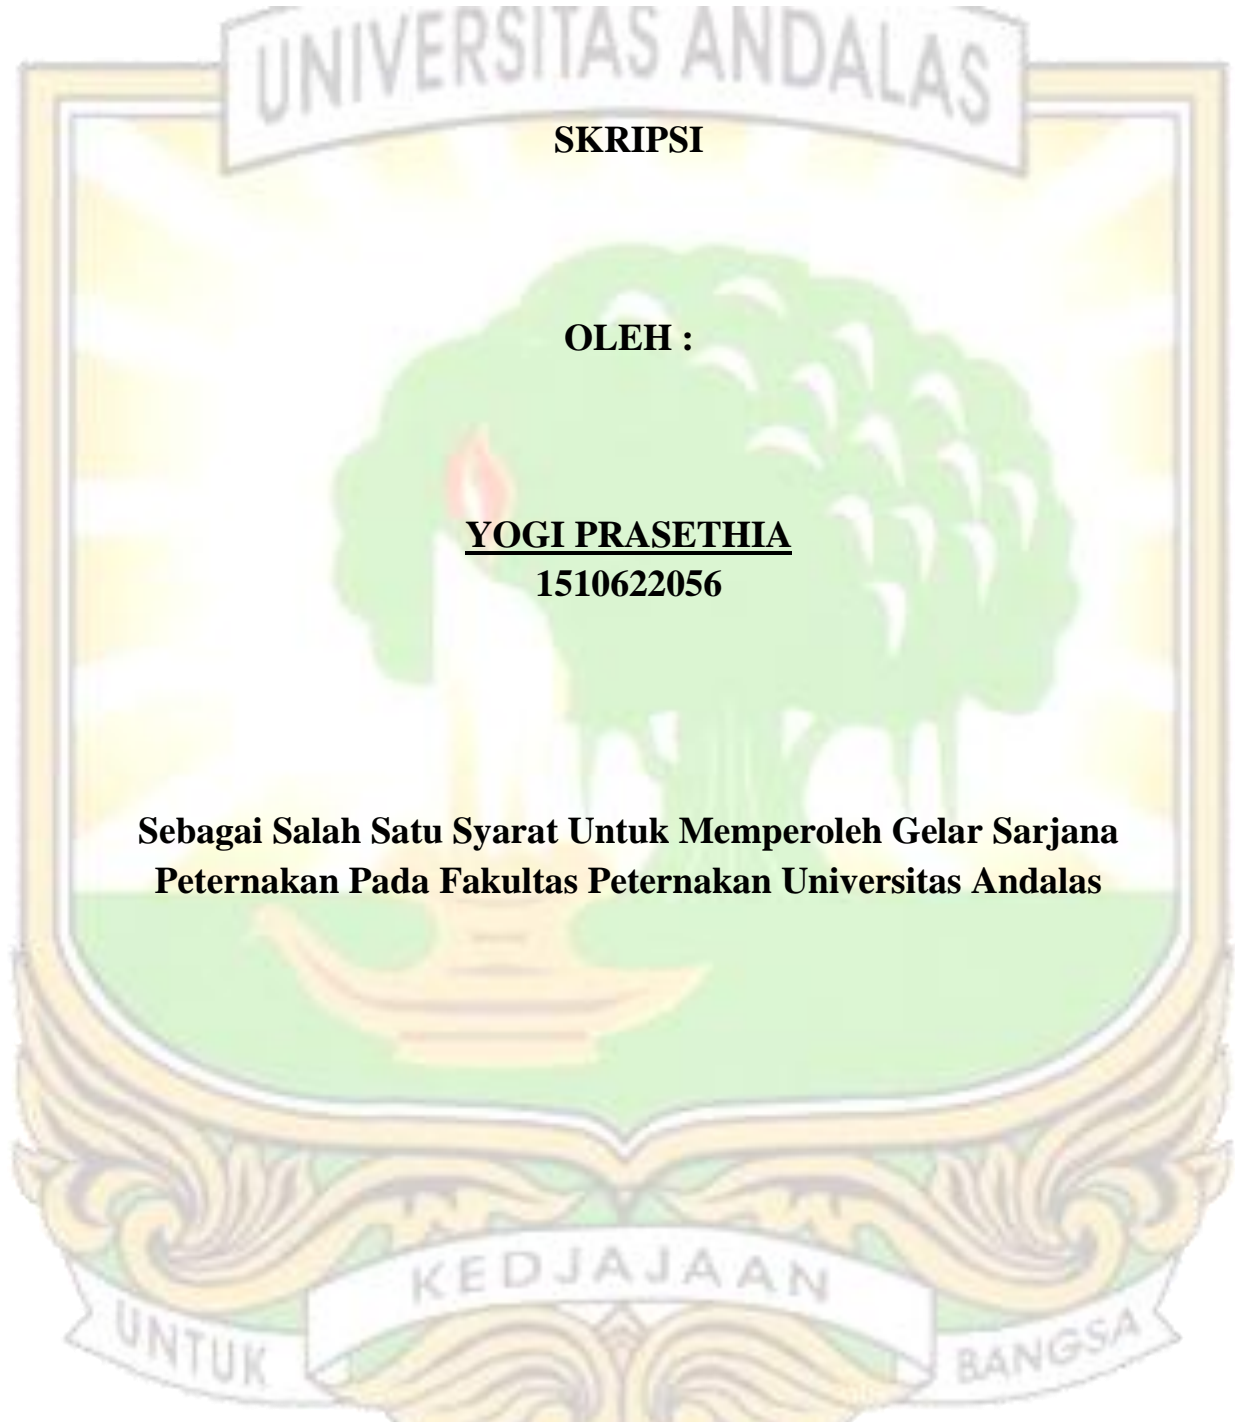 UNIVERSITAS ANDALAS
SKRIPSI
OLEH :
YOGI PRASETHIA
1510622056
Sebagai Salah Satu Syarat Untuk Memperoleh Gelar Sarjana
Peternakan Pada Fakultas Peternakan Universitas Andalas
UNTUK KEDJAJAAN BANGSA